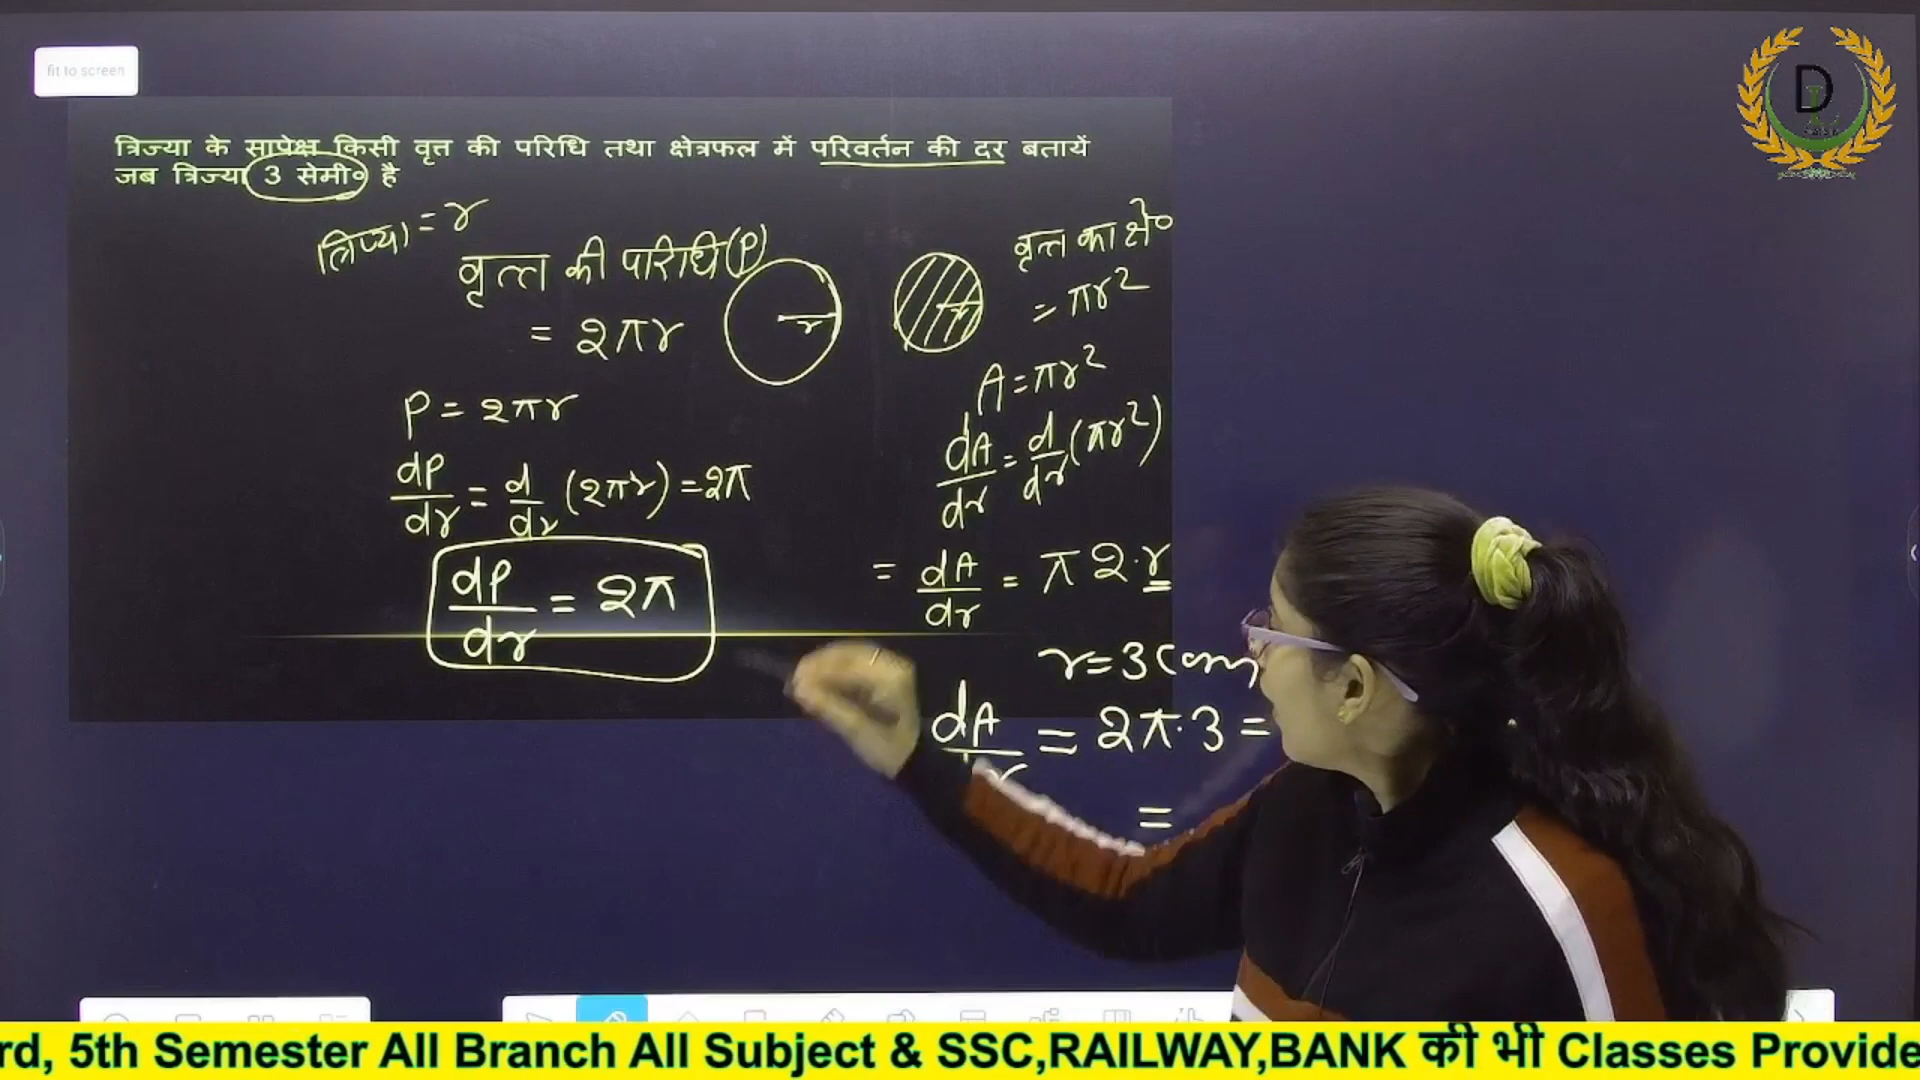 fit to screen
D
त्रिज्या के सापेक्ष किसी वृत्त की परिधि तथा क्षेत्रफल में परिवर्तन की दर बतायें
जब त्रिज्या 3 सेमी० है
त्रिज्या = r
वृत्त की परिधि (P)
= 2πr
r
P = 2πr
dP/dr = d/dr (2πr) = 2π
dP/dr = 2π
वृत्त का क्षे०
= πr²
r
A = πr²
dA/dr = d/dr (πr²)
= dA/dr = π 2·r
r = 3 cm
dA/dr = 2π·3 =
=
rd, 5th Semester All Branch All Subject & SSC,RAILWAY,BANK की भी Classes Provide